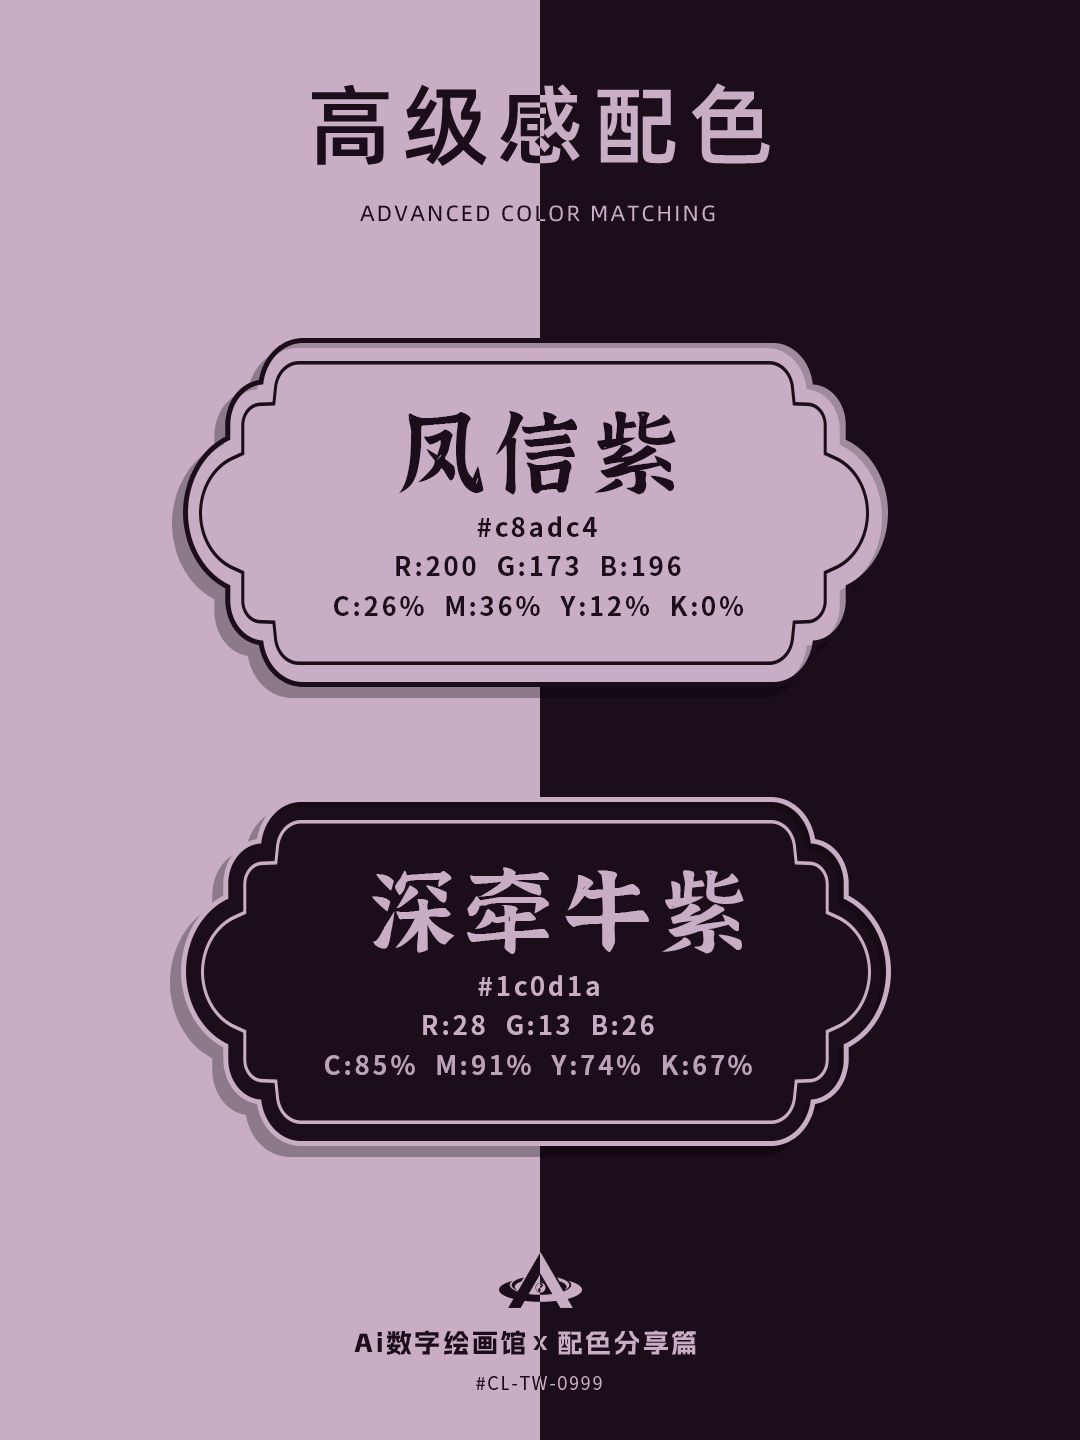 高级感配色
ADVANCED COLOR MATCHING
凤信紫
#c8adc4
R:200 G:173 B:196
C:26% M:36% Y:12% K:0%
深牵牛紫
#1c0d1a
R:28 G:13 B:26
C:85% M:91% Y:74% K:67%
Ai数字绘画馆 x 配色分享篇
#CL-TW-0999